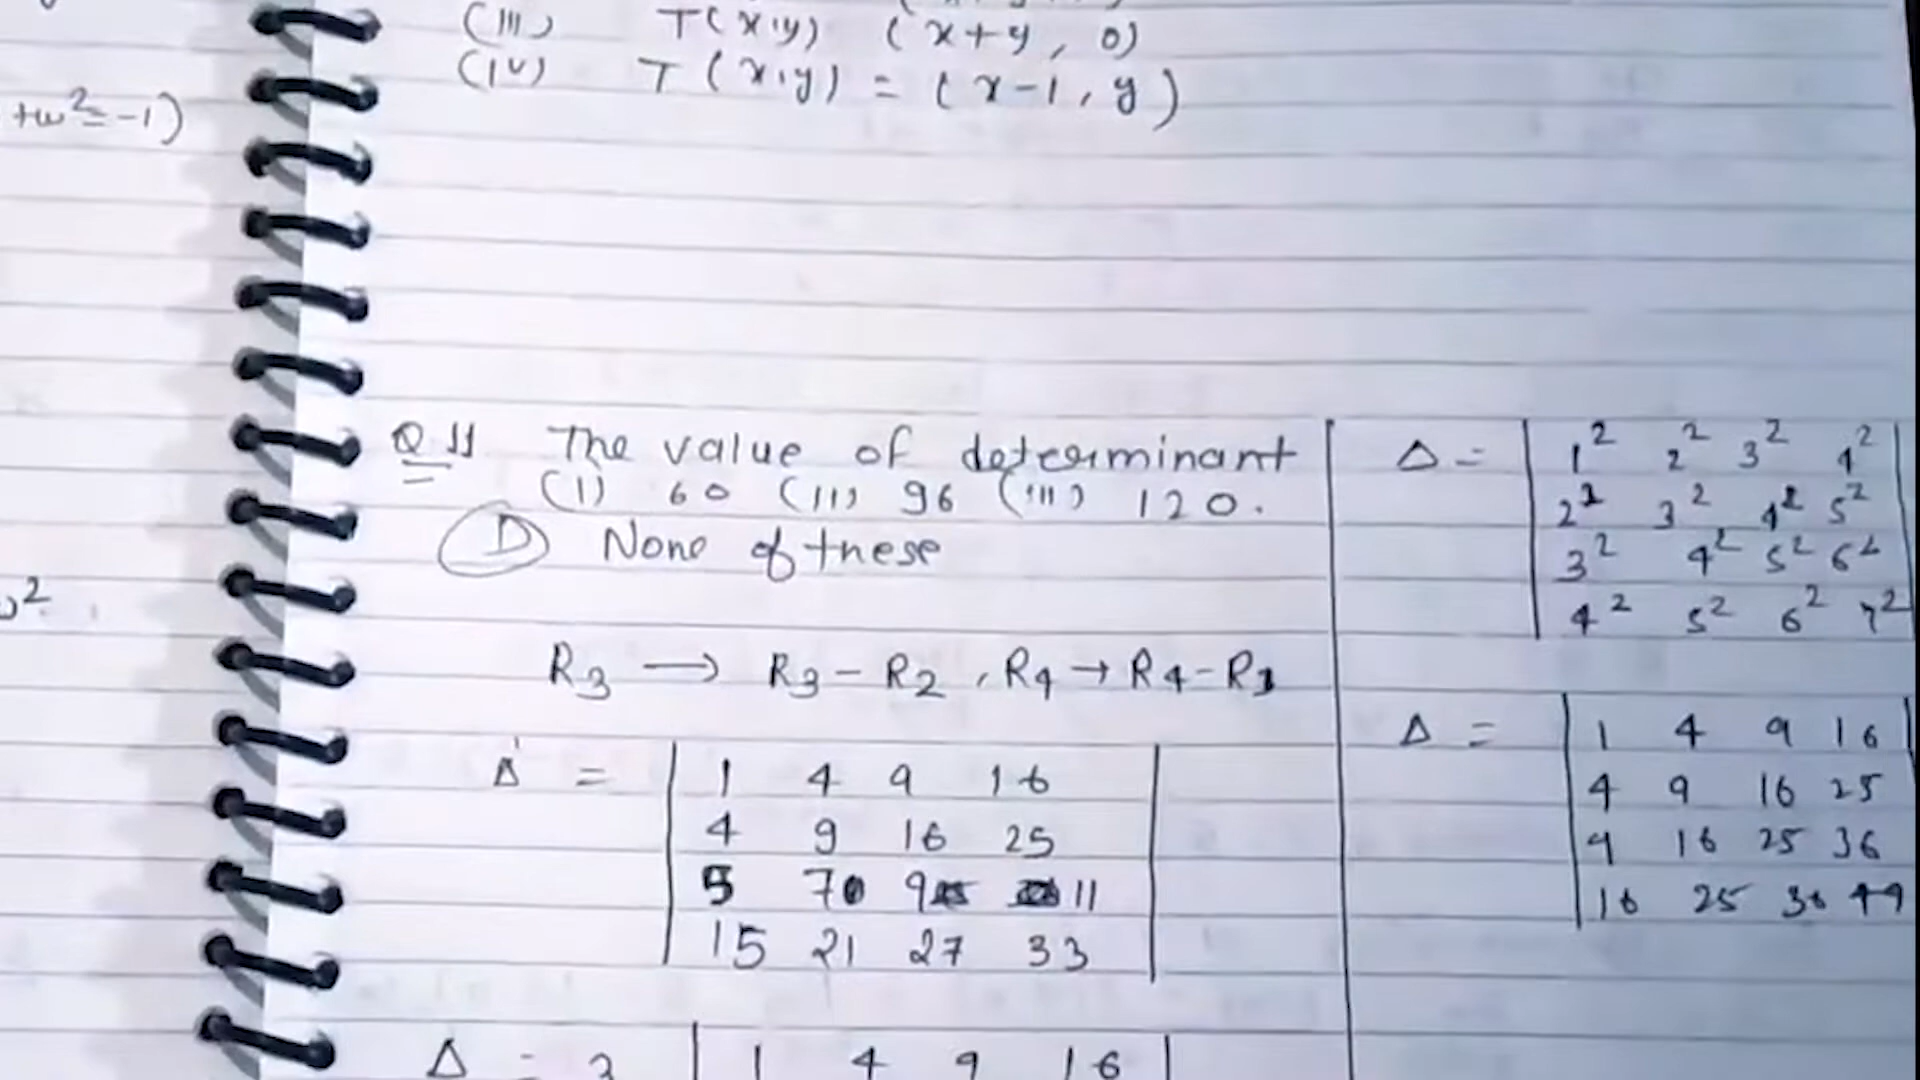 (III) T(x,y) (x+y, 0)
(IV) T(x,y) = (x-1, y)
+w²=-1)
Q11 The value of determinant
(I) 60 (II) 96 (III) 120.
(D) None of these
R₃ → R₃-R₂, R₄ → R₄-R₁
Δ' =
1 4 9 16
4 9 16 25
5 7 9 11
15 21 27 33
Δ = 3 1 4 9 16
Δ =
1² 2² 3² 4²
2² 3² 4² 5²
3² 4² 5² 6²
4² 5² 6² 7²
Δ =
1 4 9 16
4 9 16 25
9 16 25 36
16 25 36 49